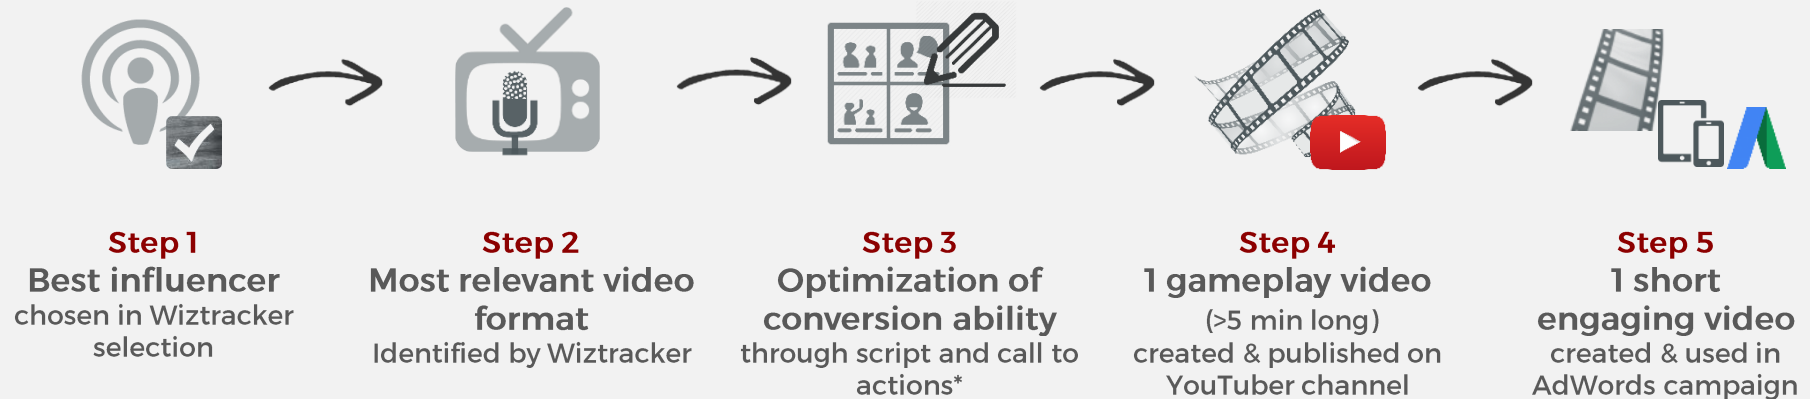 Step 1
Best influencer
chosen in Wiztracker
selection
Step 2
Most relevant video
format
Identified by Wiztracker
Step 3
Optimization of
conversion ability
through script and call to
actions*
Step 4
1 gameplay video
(>5 min long)
created & published on
YouTuber channel
Step 5
1 short
engaging video
created & used in
AdWords campaign